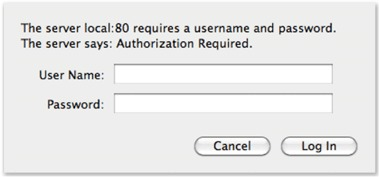 The server local:80 requires a username and password.
The server says: Authorization Required.
User Name:
Password:
Cancel Log In